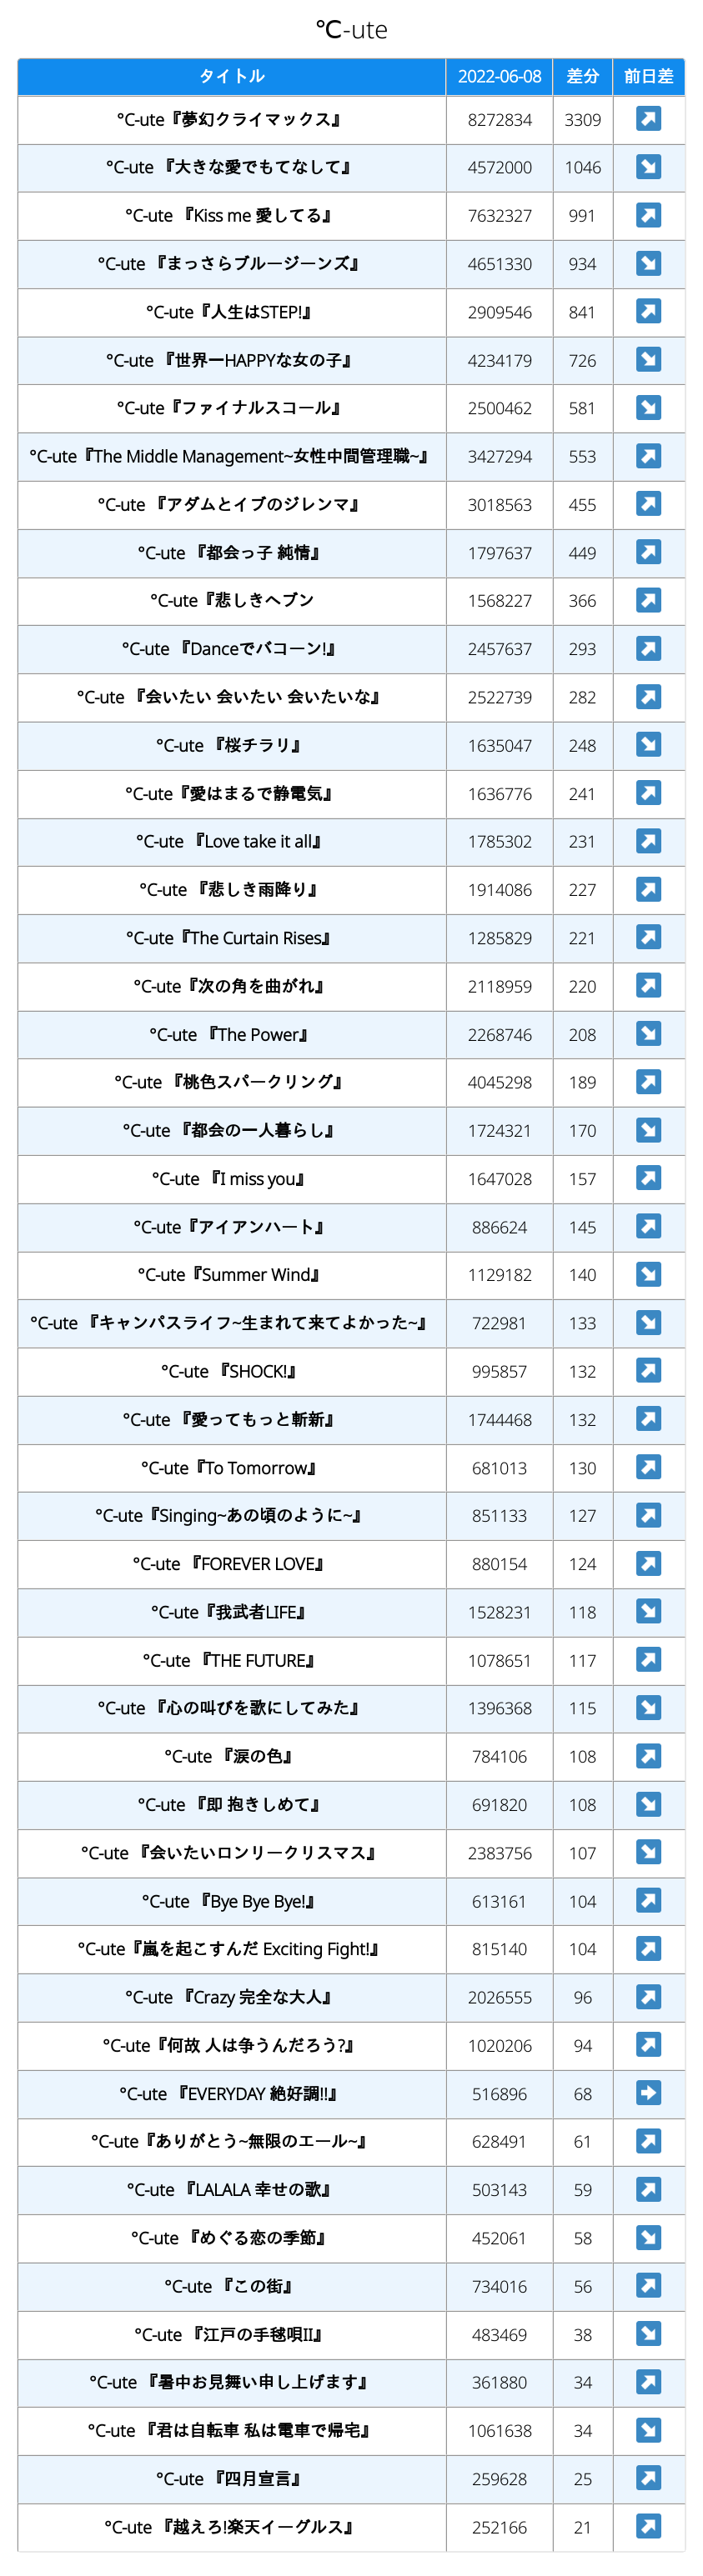 ℃-ute
タイトル 2022-06-08 差分 前日差
°C-ute『夢幻クライマックス』 8272834 3309 ↗
°C-ute 『大きな愛でもてなして』 4572000 1046 ↘
°C-ute 『Kiss me 愛してる』 7632327 991 ↗
°C-ute 『まっさらブルージーンズ』 4651330 934 ↘
°C-ute『人生はSTEP!』 2909546 841 ↗
°C-ute 『世界一HAPPYな女の子』 4234179 726 ↘
°C-ute『ファイナルスコール』 2500462 581 ↘
°C-ute『The Middle Management~女性中間管理職~』 3427294 553 ↗
°C-ute 『アダムとイブのジレンマ』 3018563 455 ↗
°C-ute 『都会っ子 純情』 1797637 449 ↗
°C-ute『悲しきヘブン 1568227 366 ↗
°C-ute 『Danceでバコーン!』 2457637 293 ↗
°C-ute 『会いたい 会いたい 会いたいな』 2522739 282 ↗
°C-ute 『桜チラリ』 1635047 248 ↘
°C-ute『愛はまるで静電気』 1636776 241 ↗
°C-ute 『Love take it all』 1785302 231 ↗
°C-ute 『悲しき雨降り』 1914086 227 ↗
°C-ute『The Curtain Rises』 1285829 221 ↗
°C-ute『次の角を曲がれ』 2118959 220 ↗
°C-ute 『The Power』 2268746 208 ↘
°C-ute 『桃色スパークリング』 4045298 189 ↗
°C-ute 『都会の一人暮らし』 1724321 170 ↘
°C-ute 『I miss you』 1647028 157 ↗
°C-ute『アイアンハート』 886624 145 ↗
°C-ute『Summer Wind』 1129182 140 ↘
°C-ute 『キャンパスライフ~生まれて来てよかった~』 722981 133 ↘
°C-ute 『SHOCK!』 995857 132 ↗
°C-ute 『愛ってもっと斬新』 1744468 132 ↗
°C-ute『To Tomorrow』 681013 130 ↗
°C-ute『Singing~あの頃のように~』 851133 127 ↗
°C-ute 『FOREVER LOVE』 880154 124 ↗
°C-ute『我武者LIFE』 1528231 118 ↘
°C-ute 『THE FUTURE』 1078651 117 ↗
°C-ute 『心の叫びを歌にしてみた』 1396368 115 ↘
°C-ute 『涙の色』 784106 108 ↗
°C-ute 『即 抱きしめて』 691820 108 ↘
°C-ute 『会いたいロンリークリスマス』 2383756 107 ↘
°C-ute 『Bye Bye Bye!』 613161 104 ↗
°C-ute『嵐を起こすんだ Exciting Fight!』 815140 104 ↗
°C-ute 『Crazy 完全な大人』 2026555 96 ↗
°C-ute『何故 人は争うんだろう?』 1020206 94 ↗
°C-ute 『EVERYDAY 絶好調!!』 516896 68 →
°C-ute『ありがとう~無限のエール~』 628491 61 ↗
°C-ute 『LALALA 幸せの歌』 503143 59 ↗
°C-ute 『めぐる恋の季節』 452061 58 ↘
°C-ute 『この街』 734016 56 ↗
°C-ute 『江戸の手毬唄II』 483469 38 ↘
°C-ute 『暑中お見舞い申し上げます』 361880 34 ↗
°C-ute 『君は自転車 私は電車で帰宅』 1061638 34 ↘
°C-ute 『四月宣言』 259628 25 ↗
°C-ute 『越えろ!楽天イーグルス』 252166 21 ↗